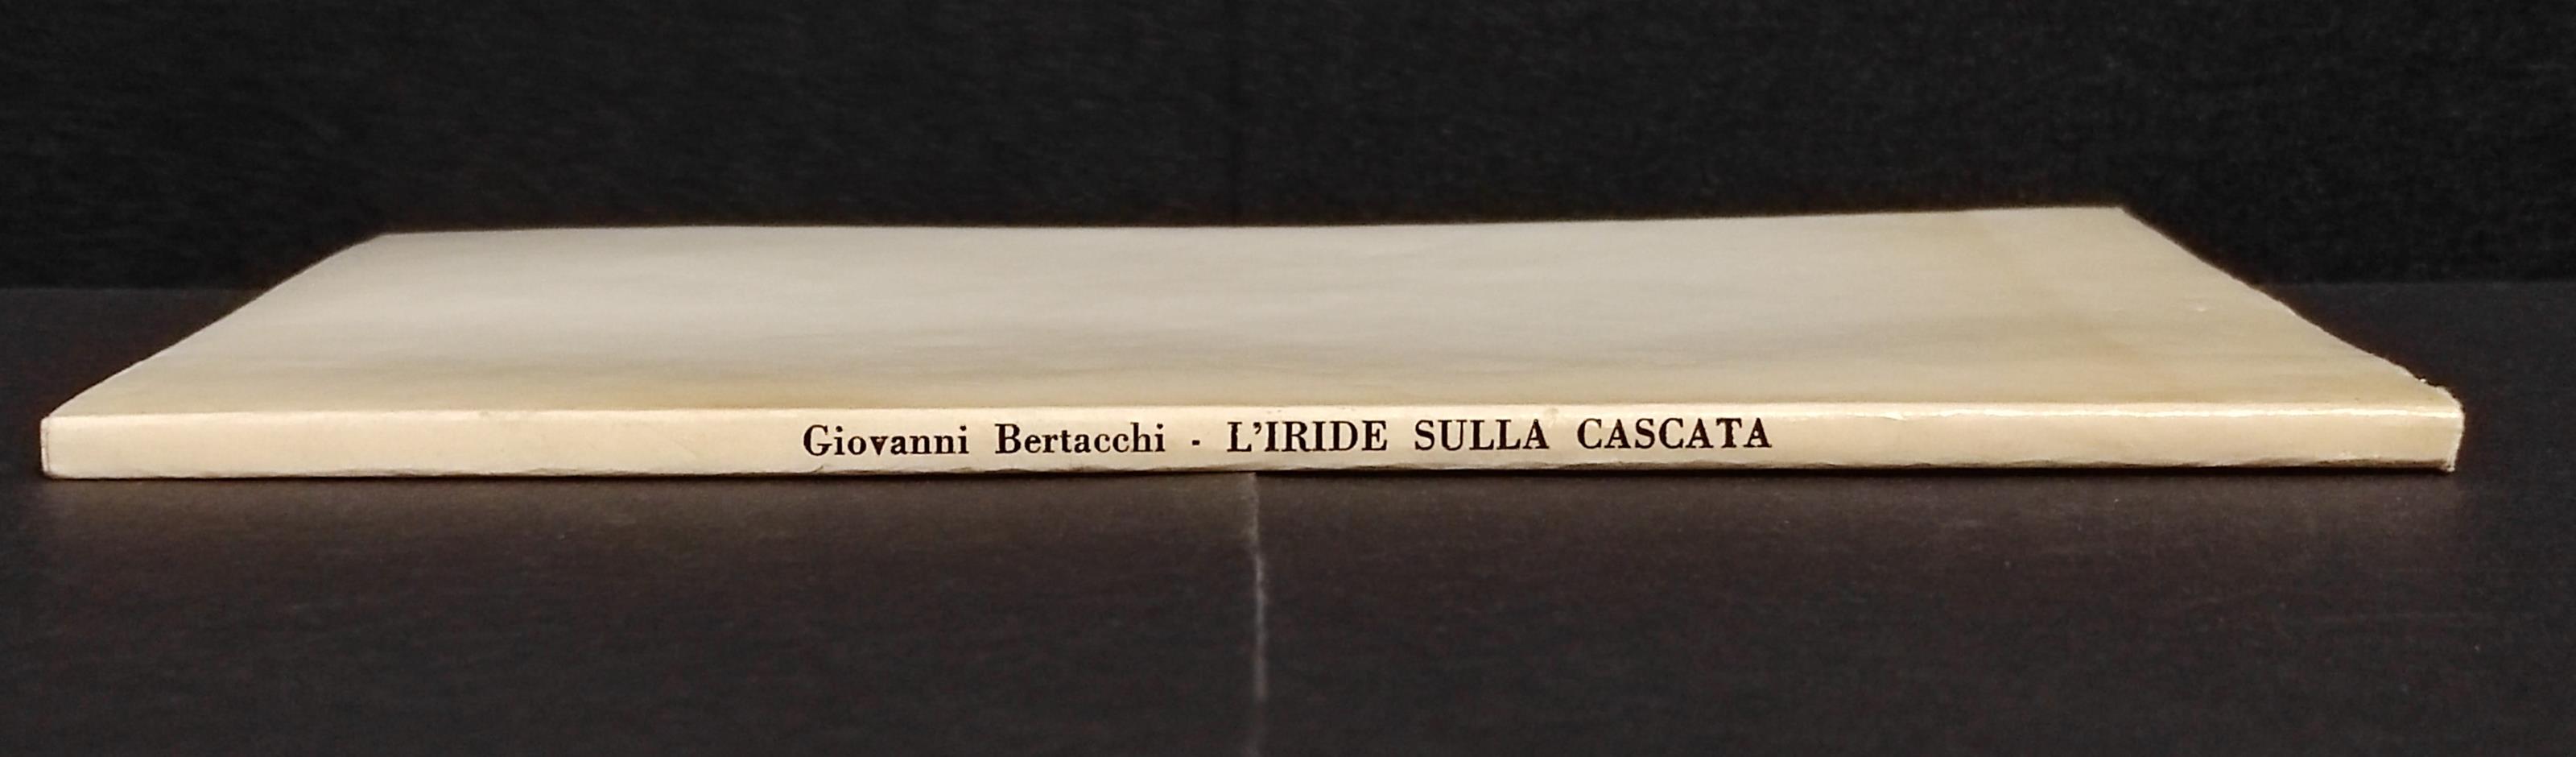 Giovanni Bertacchi - L'IRIDE SULLA CASCATA